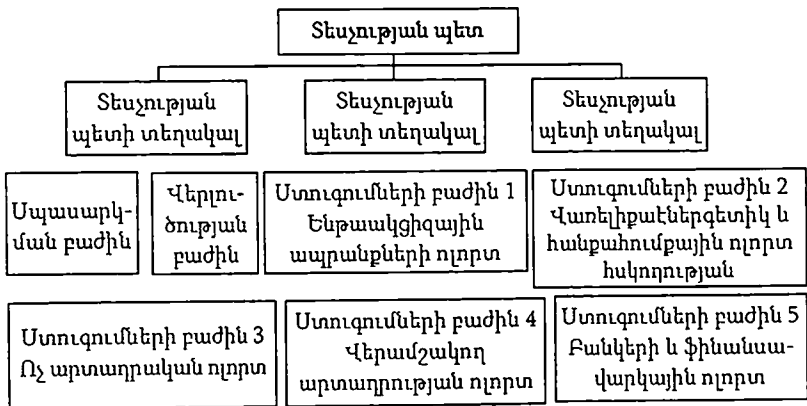 Տեսչության պետ
Տեսչության
պետի տեղակալ
Տեսչության
պետի տեղակալ
Տեսչության
պետի տեղակալ
Սպասարկ-
ման բաժին
Վերլու-
ծության
բաժին
Ստուգումների բաժին 1
Ենթաակցիզային
ապրանքների ոլորտ
Ստուգումների բաժին 2
Վառելիքաէներգետիկ և
հանքահումքային ոլորտ
հսկողության
Ստուգումների բաժին 3
Ոչ արտադրական ոլորտ
Ստուգումների բաժին 4
Վերամշակող
արտադրության ոլորտ
Ստուգումների բաժին 5
Բանկերի և ֆինանսա-
վարկային ոլորտ